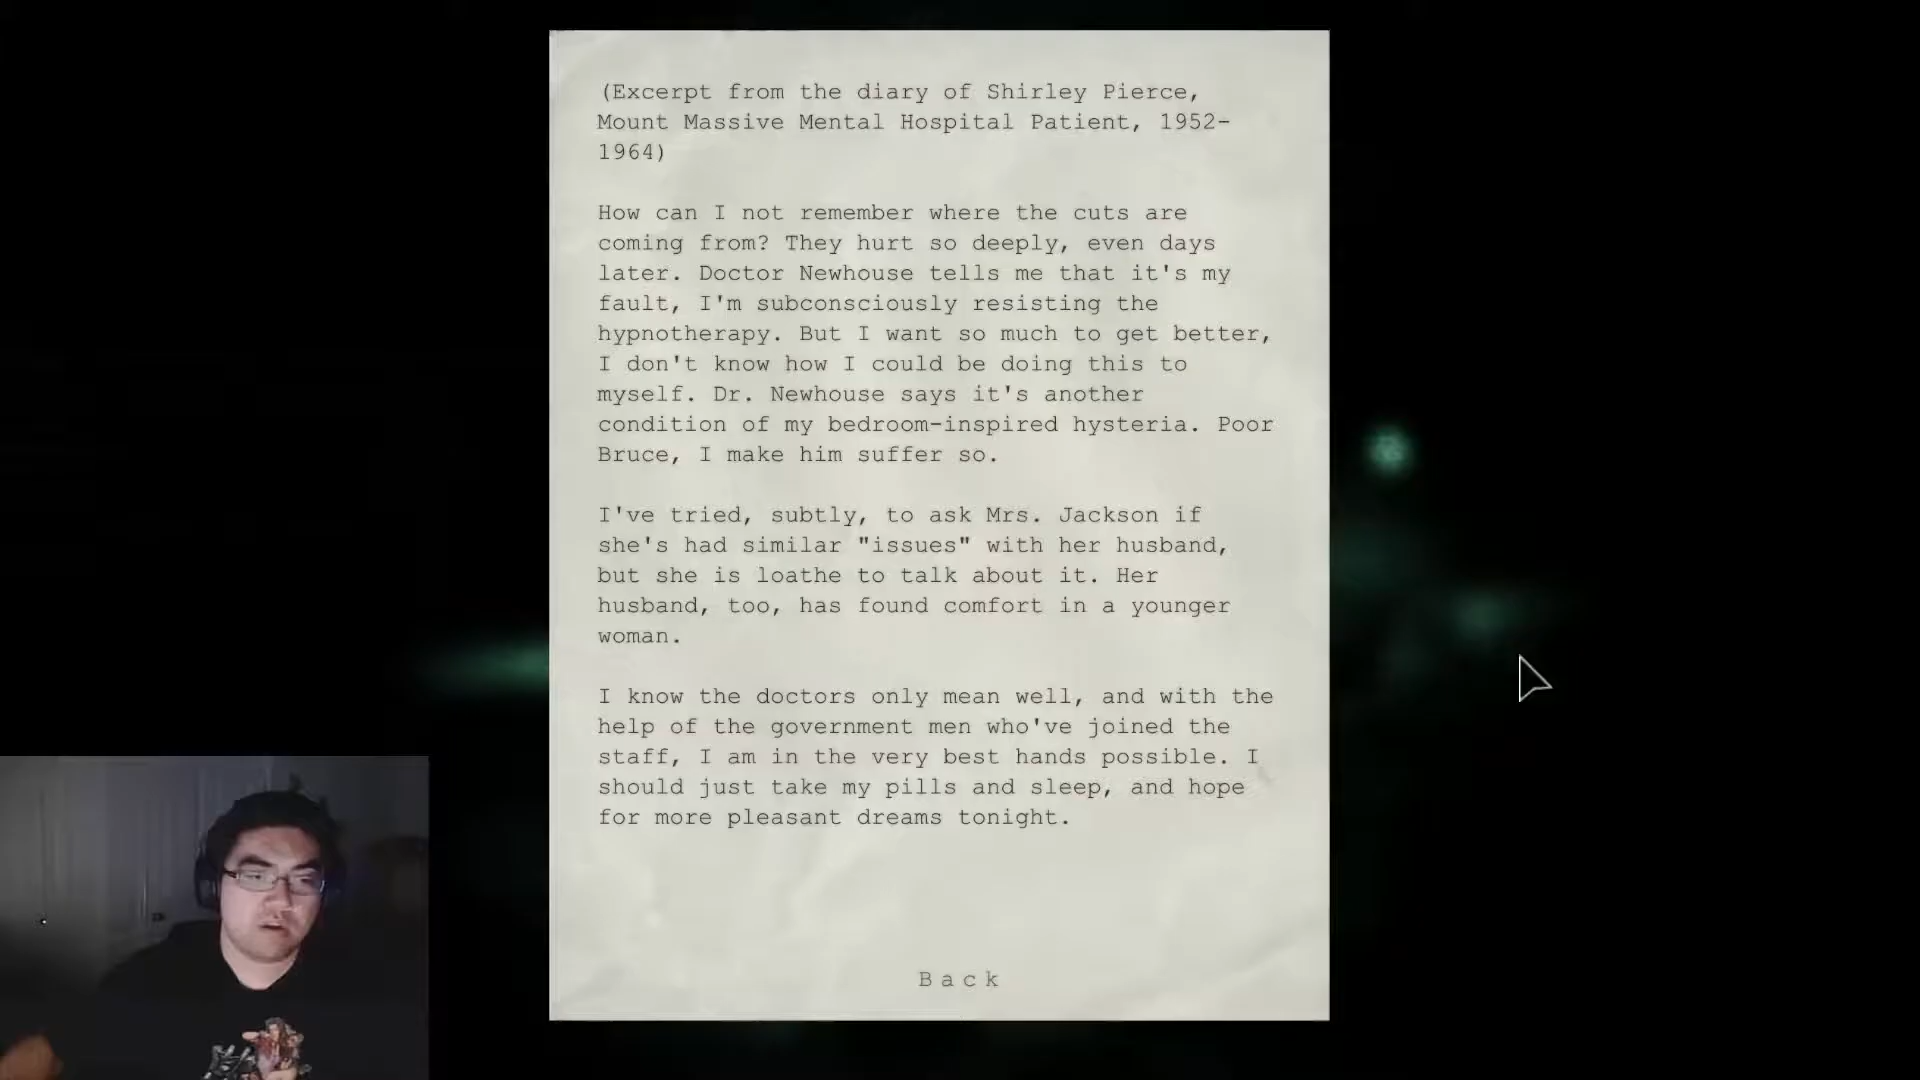 (Excerpt from the diary of Shirley Pierce,
Mount Massive Mental Hospital Patient, 1952-
1964)
How can I not remember where the cuts are
coming from? They hurt so deeply, even days
later. Doctor Newhouse tells me that it's my
fault, I'm subconsciously resisting the
hypnotherapy. But I want so much to get better,
I don't know how I could be doing this to
myself. Dr. Newhouse says it's another
condition of my bedroom-inspired hysteria. Poor
Bruce, I make him suffer so.
I've tried, subtly, to ask Mrs. Jackson if
she's had similar "issues" with her husband,
but she is loathe to talk about it. Her
husband, too, has found comfort in a younger
woman.
I know the doctors only mean well, and with the
help of the government men who've joined the
staff, I am in the very best hands possible. I
should just take my pills and sleep, and hope
for more pleasant dreams tonight.
Back